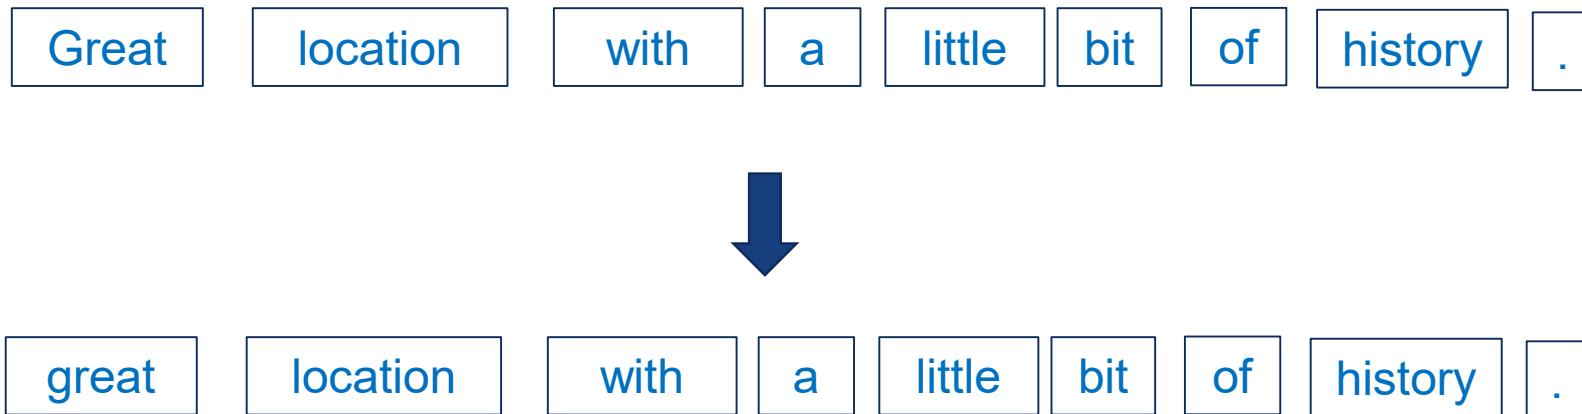 Great location with a little bit of history .
great location with a little bit of history .